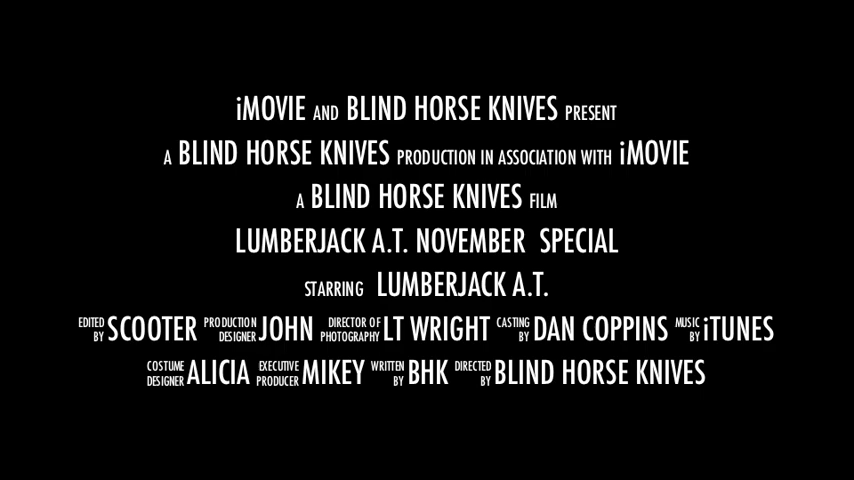 iMOVIE AND BLIND HORSE KNIVES PRESENT
A BLIND HORSE KNIVES PRODUCTION IN ASSOCIATION WITH iMOVIE
A BLIND HORSE KNIVES FILM
LUMBERJACK A.T. NOVEMBER SPECIAL
STARRING LUMBERJACK A.T.
EDITED BY SCOOTER PRODUCTION DESIGNER JOHN DIRECTOR OF PHOTOGRAPHY LT WRIGHT CASTING BY DAN COPPINS MUSIC BY iTUNES
COSTUME DESIGNER ALICIA EXECUTIVE PRODUCER MIKEY WRITTEN BY BHK DIRECTED BY BLIND HORSE KNIVES